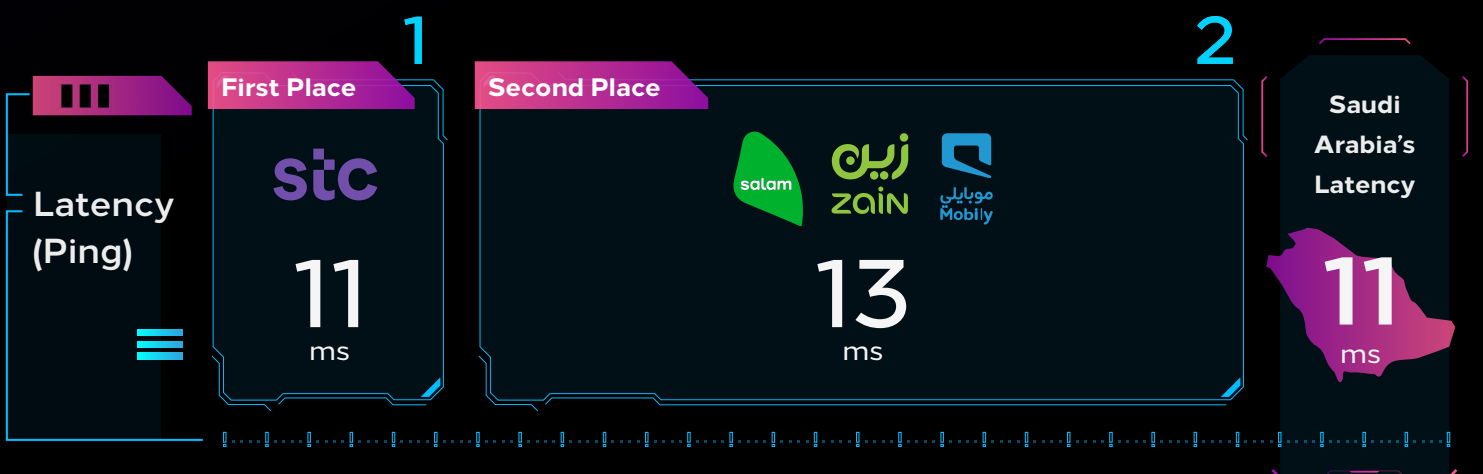 Latency
(Ping)
1
First Place
stc
11
ms
2
Second Place
salam
زين
zain
موبايلي
Mobily
13
ms
Saudi
Arabia's
Latency
11
ms